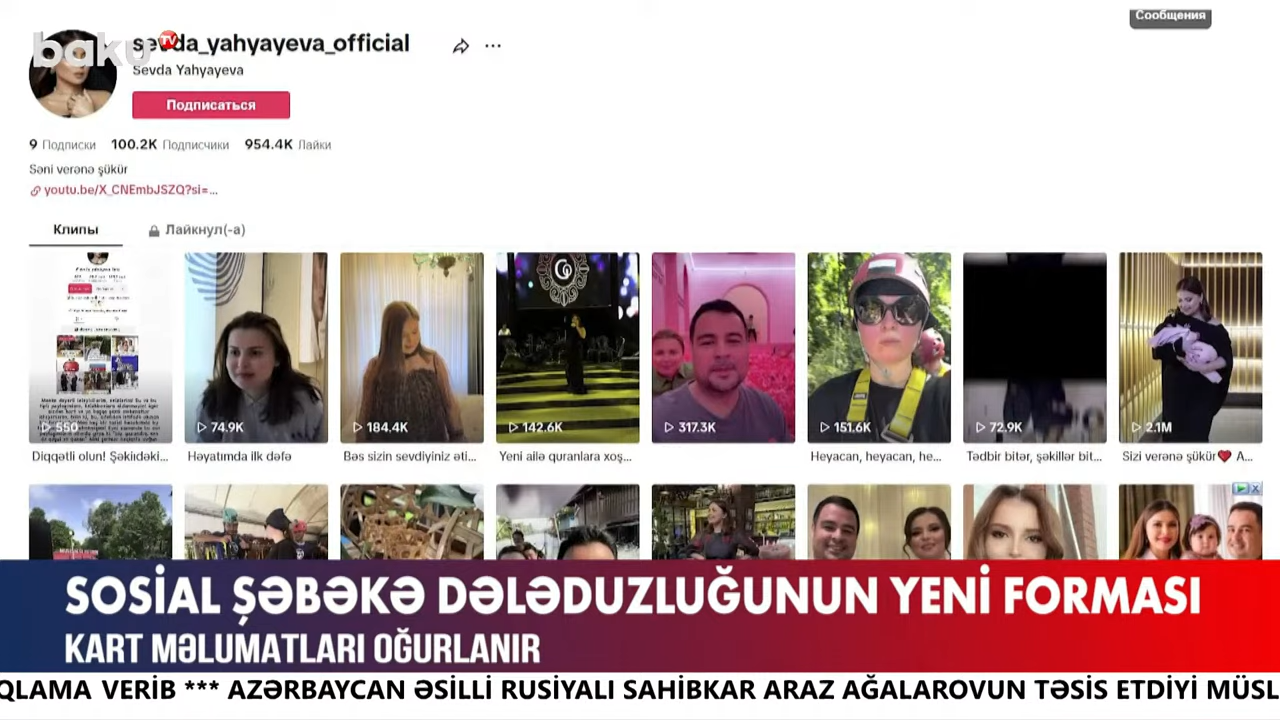 Сообщения
baku TV
sevda_yahyayeva_official
Sevda Yahyayeva
Подписаться
9 Подписки 100.2K Подписчики 954.4K Лайки
Səni verənə şükür
youtu.be/X_CNEmbJSZQ?si=...
Клипы Лайкнул(-а)
550 74.9K 184.4K 142.6K 317.3K 151.6K 72.9K 2.1M
Diqqətli olun! Şəkildəki... Həyatımda ilk dəfə Bəs sizin sevdiyiniz əti... Yeni ailə quranlara xoş... Heyacan, heyacan, he... Tədbir bitər, şəkillər bit... Sizi verənə şükür❤ A...
SOSİAL ŞƏBƏKƏ DƏLƏDUZLUĞUNUN YENİ FORMASI
KART MƏLUMATLARI OĞURLANIR
QLAMA VERİB *** AZƏRBAYCAN ƏSİLLİ RUSİYALI SAHİBKAR ARAZ AĞALAROVUN TƏSİS ETDİYİ MÜSL